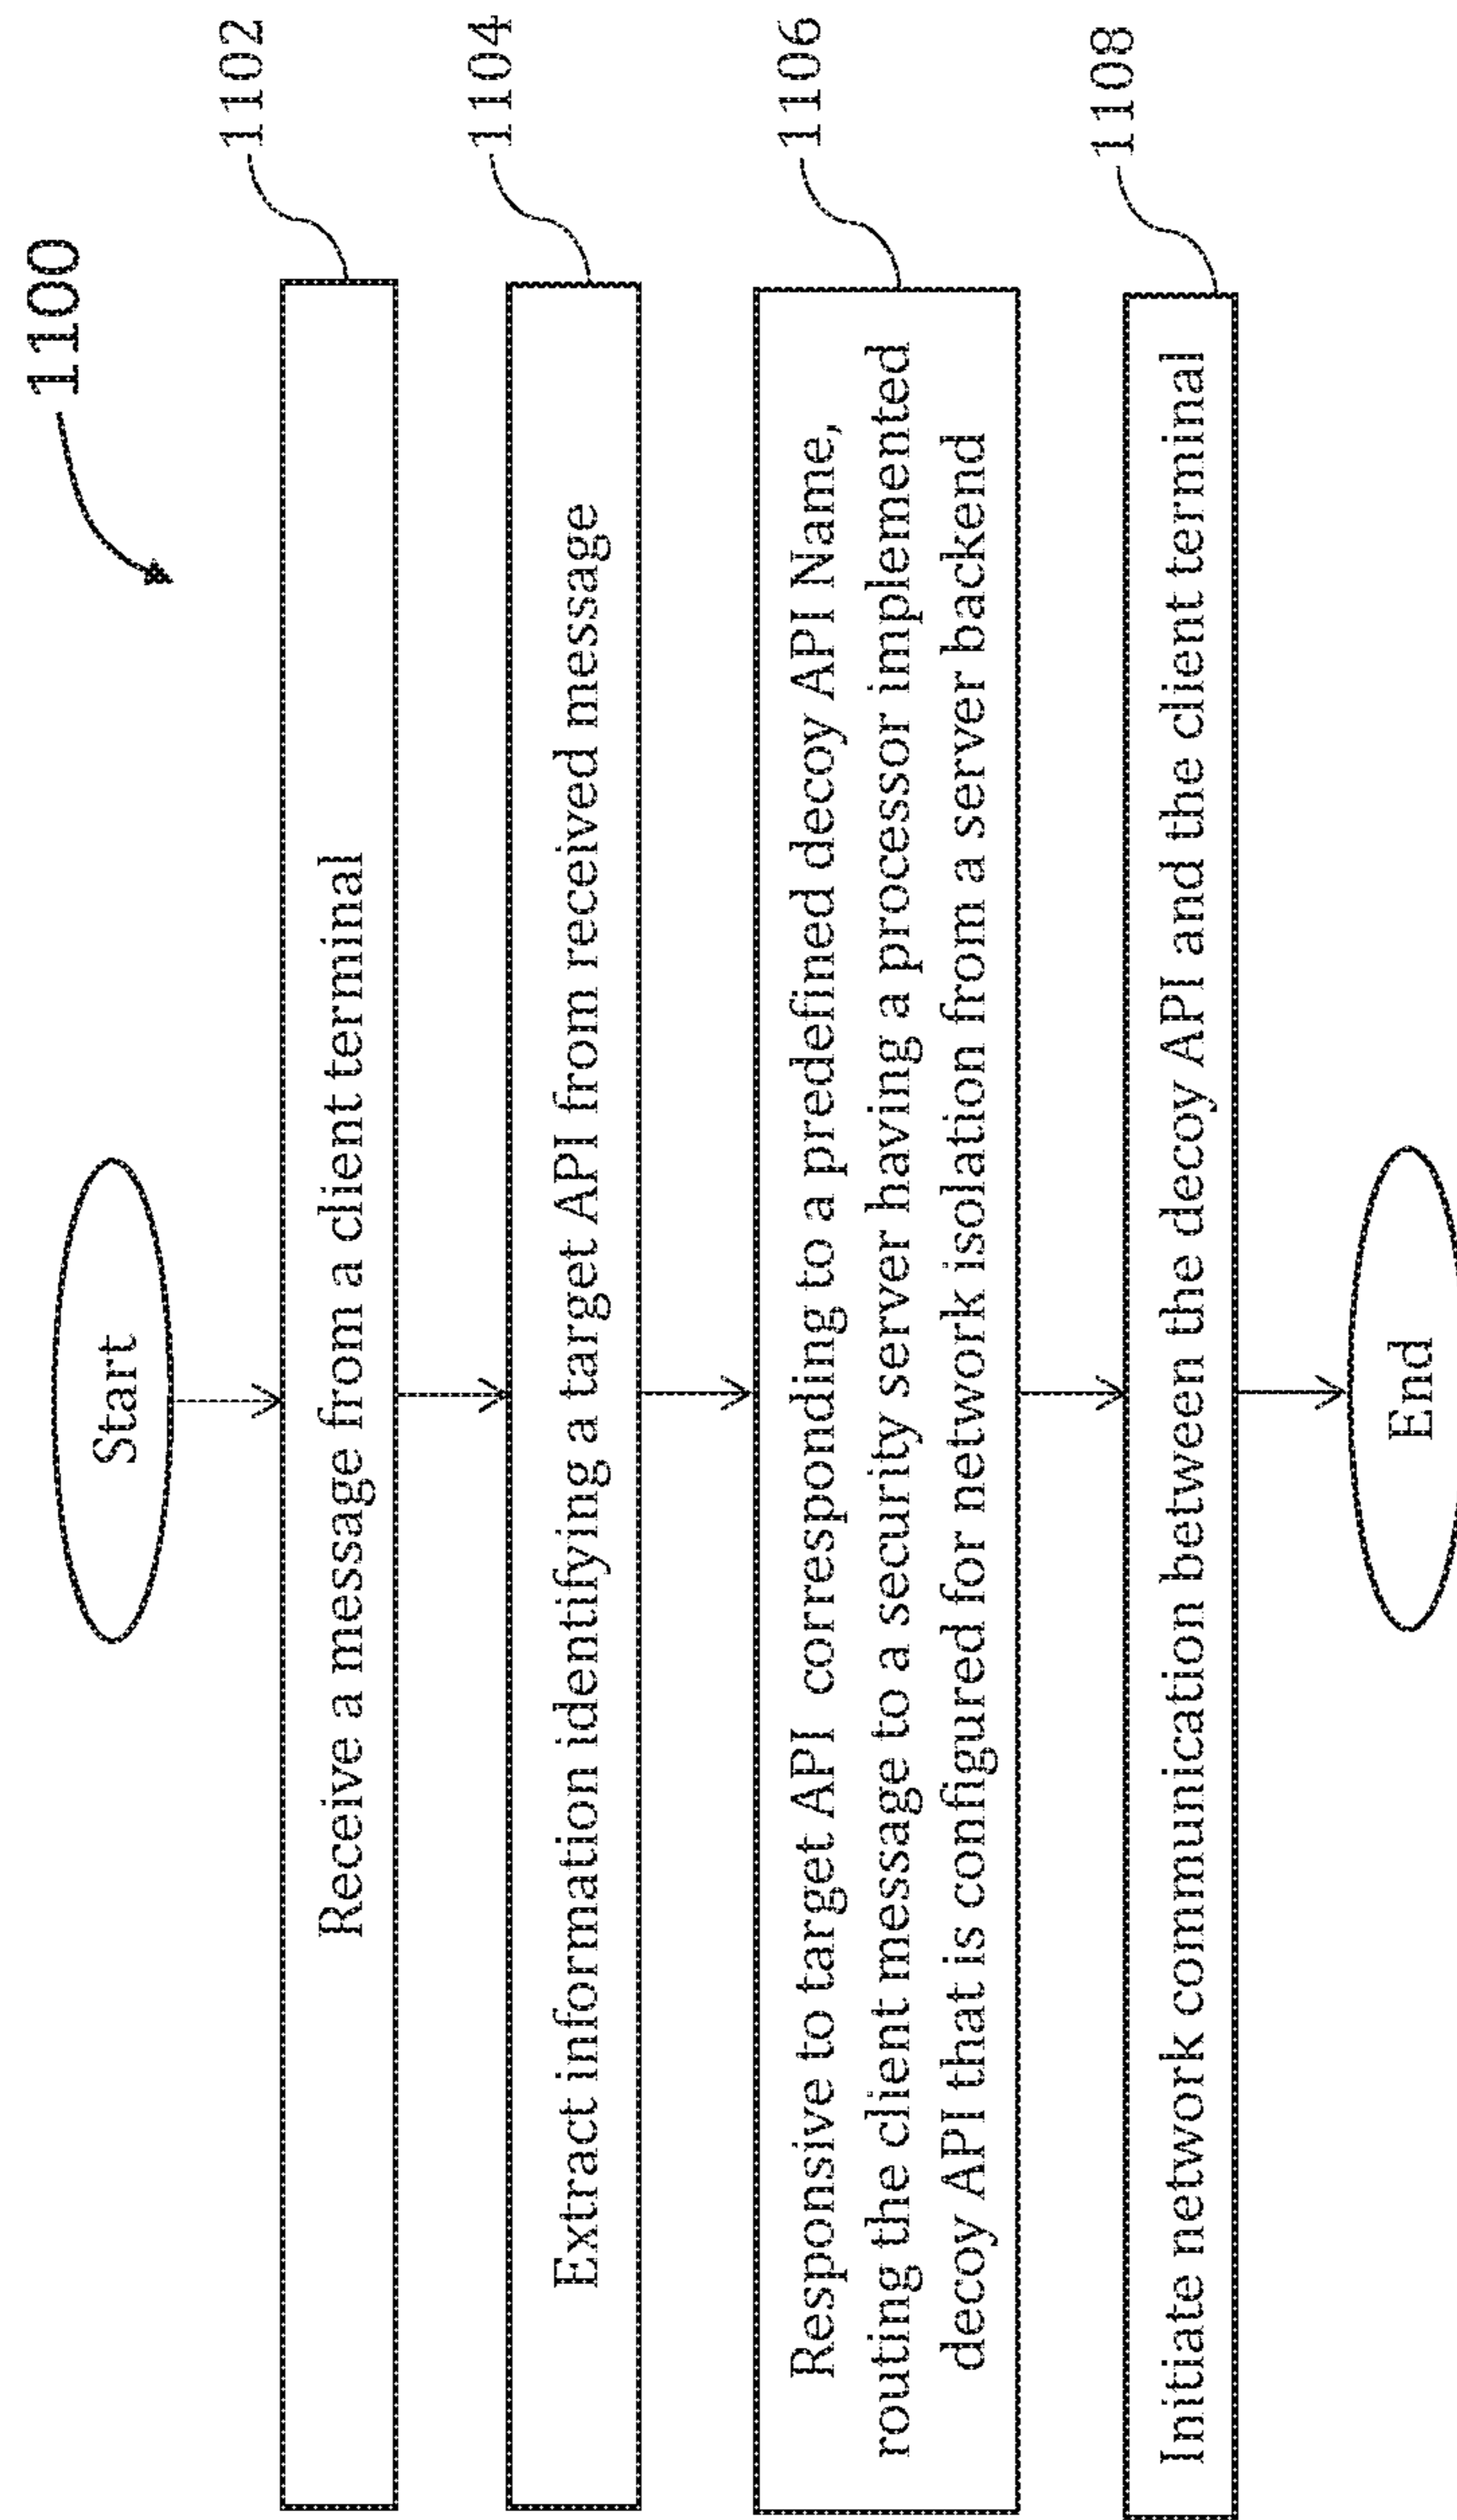 1100
Start
Receive a message from a client terminal
1102
Extract information identifying a target API from received message
1104
Responsive to target API corresponding to a predefined decoy API Name,
routing the client message to a security server having a processor implemented
decoy API that is configured for network isolation from a server backend
1106
Initiate network communication between the decoy API and the client terminal
1108
End